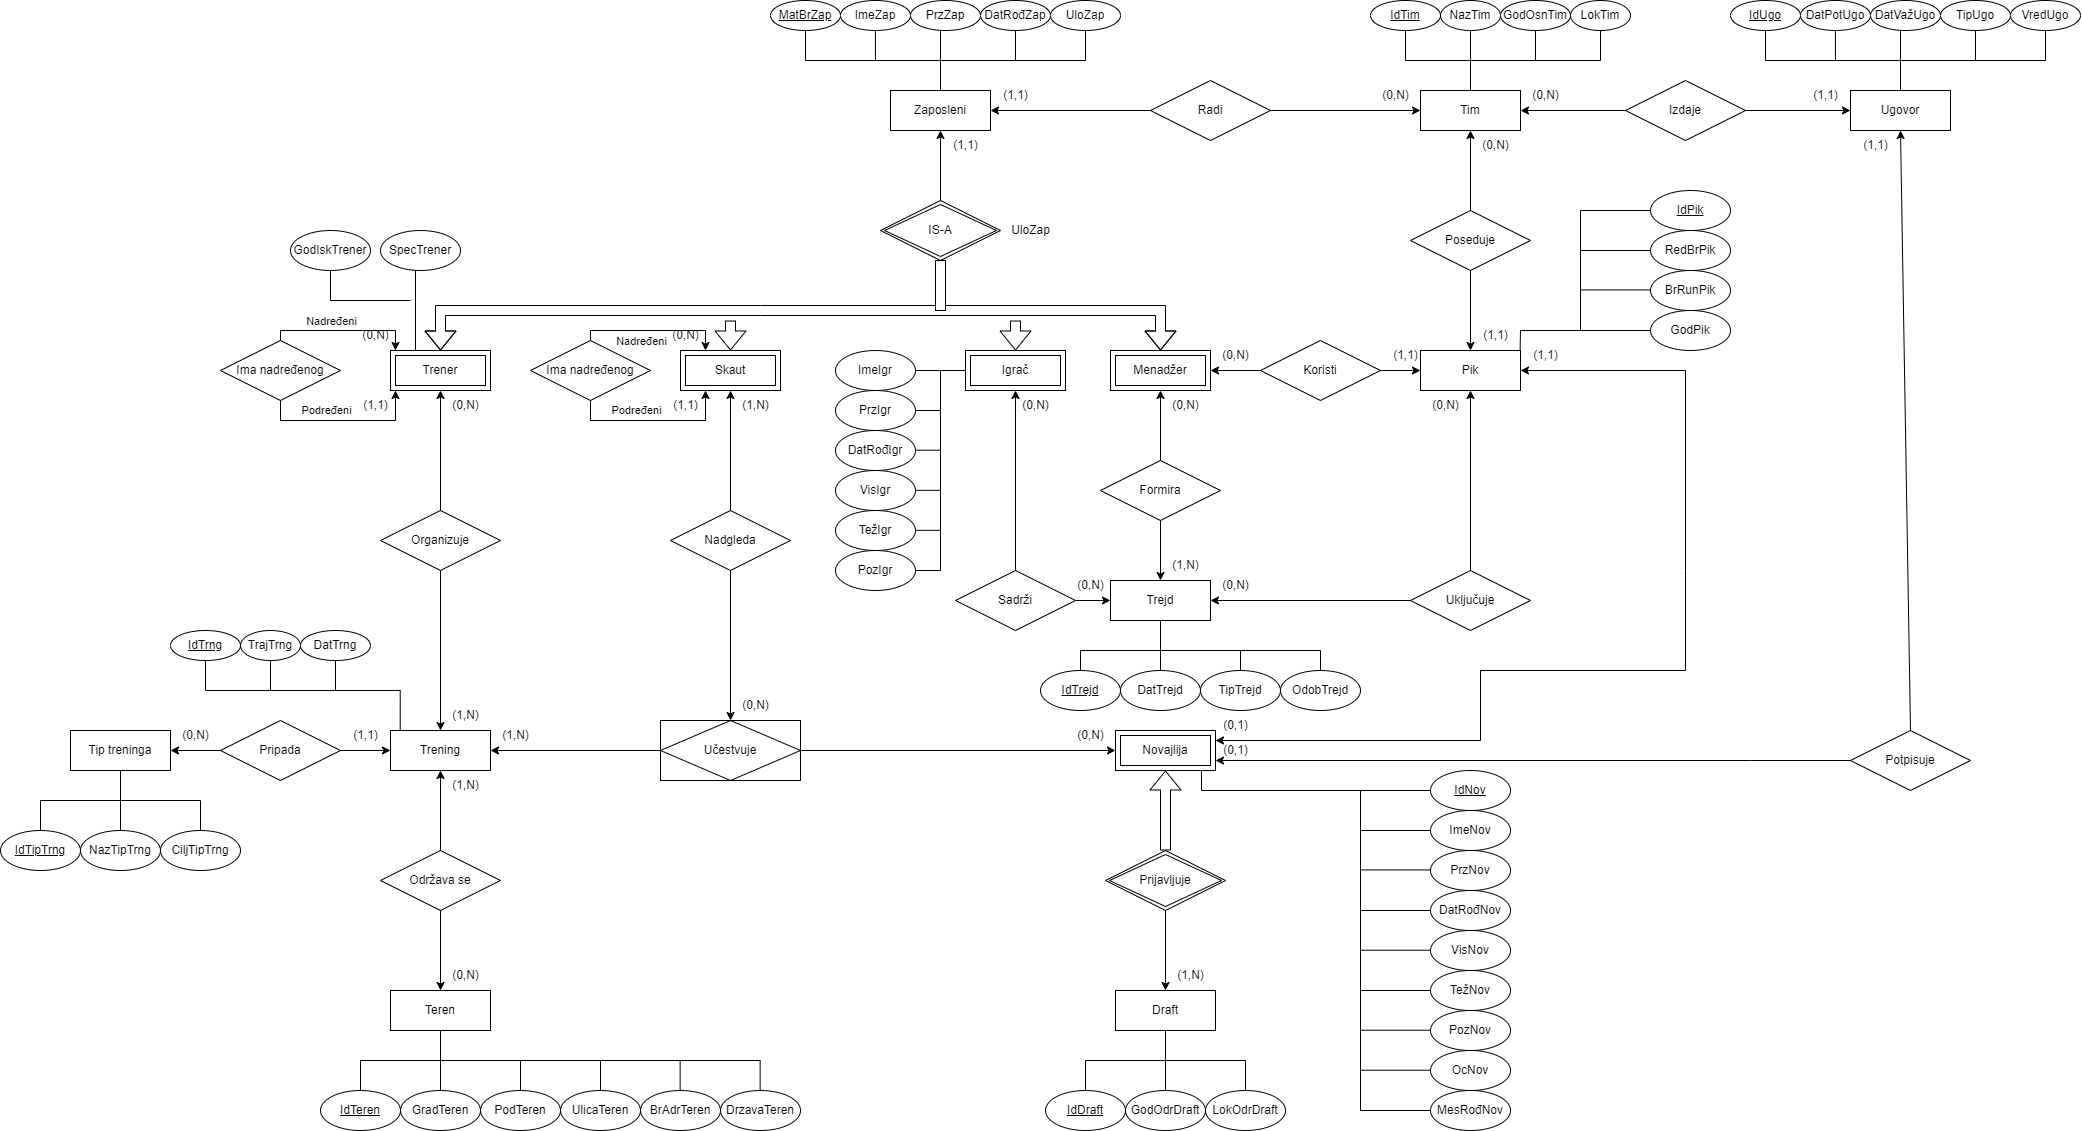 MatBrZap
ImeZap
PrzZap
DatRođZap
UloZap
IdTim
NazTim
GodOsnTim
LokTim
IdUgo
DatPotUgo
DatVažUgo
TipUgo
VredUgo
Zaposleni
(1,1)
Radi
(0,N)
Tim
(0,N)
Izdaje
(1,1)
Ugovor
(1,1)
(0,N)
(1,1)
IS-A
UloZap
Poseduje
IdPik
RedBrPik
BrRunPik
GodPik
GodIskTrener
SpecTrener
Nadređeni
(0,N)
Nadređeni
(0,N)
(1,1)
Ima nadređenog
Trener
Ima nadređenog
Skaut
ImeIgr
Igrač
Menadžer
(0,N)
Koristi
(1,1)
Pik
(1,1)
Podređeni
(1,1)
(0,N)
Podređeni
(1,1)
(1,N)
PrzIgr
(0,N)
(0,N)
(0,N)
DatRođIgr
VisIgr
Formira
TežIgr
Organizuje
Nadgleda
PozIgr
(1,N)
Sadrži
(0,N)
Trejd
(0,N)
Uključuje
IdTrng
TrajTrng
DatTrng
IdTrejd
DatTrejd
TipTrejd
OdobTrejd
(1,N)
(0,N)
(0,1)
Tip treninga
(0,N)
Pripada
(1,1)
Trening
(1,N)
Učestvuje
(0,N)
Novajlija
(0,1)
Potpisuje
(1,N)
IdNov
ImeNov
PrzNov
DatRođNov
VisNov
TežNov
PozNov
OcNov
MesRođNov
IdTipTrng
NazTipTrng
CiljTipTrng
Održava se
Prijavljuje
(0,N)
(1,N)
Teren
Draft
IdTeren
GradTeren
PodTeren
UlicaTeren
BrAdrTeren
DrzavaTeren
IdDraft
GodOdrDraft
LokOdrDraft